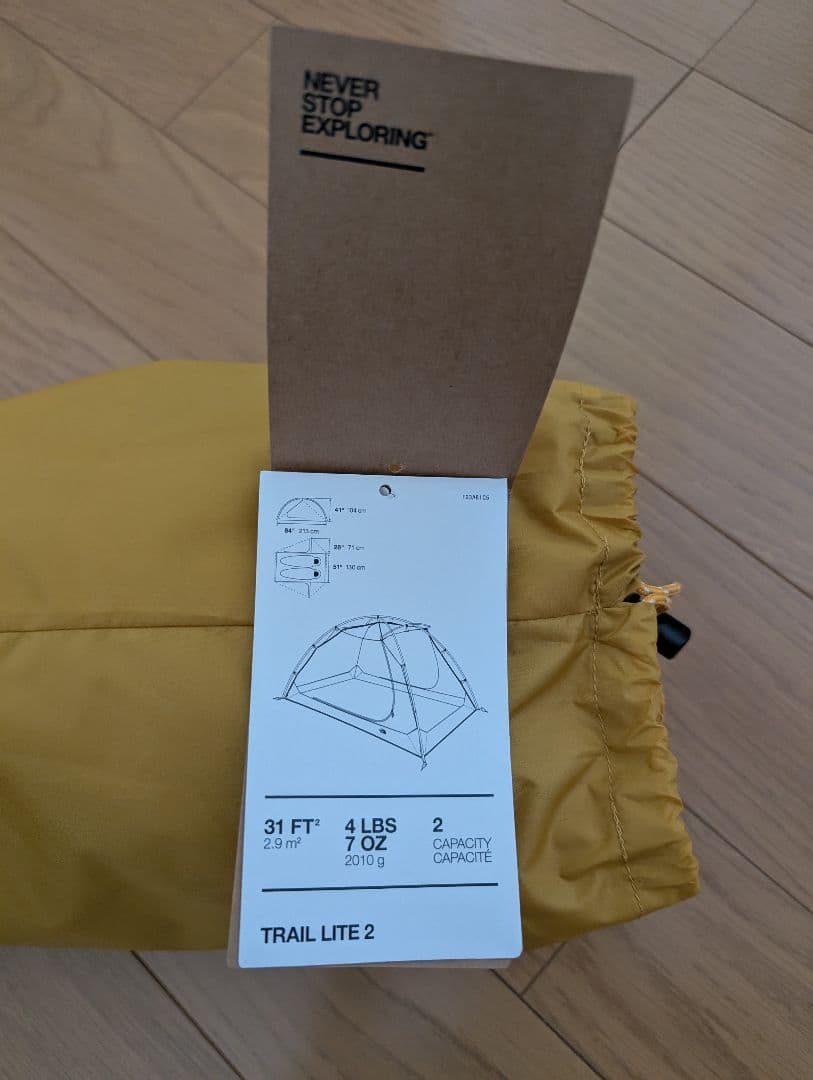 NEVER
STOP
EXPLORING™
41" 104 cm
84" 213 cm
28" 71 cm
51" 130 cm
31 FT²
2.9 m²
4 LBS
7 OZ
2010 g
2
CAPACITY
CAPACITÉ
TRAIL LITE 2